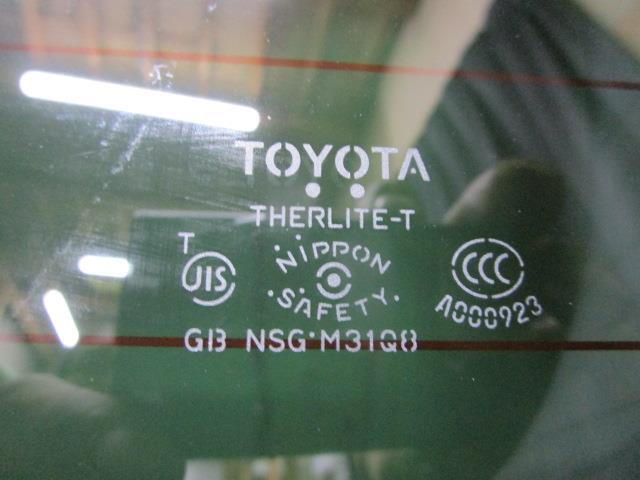 TOYOTA
THERLITE-T
T
JIS
NIPPON
SAFETY
CCC
A000923
GB NSG M31Q8